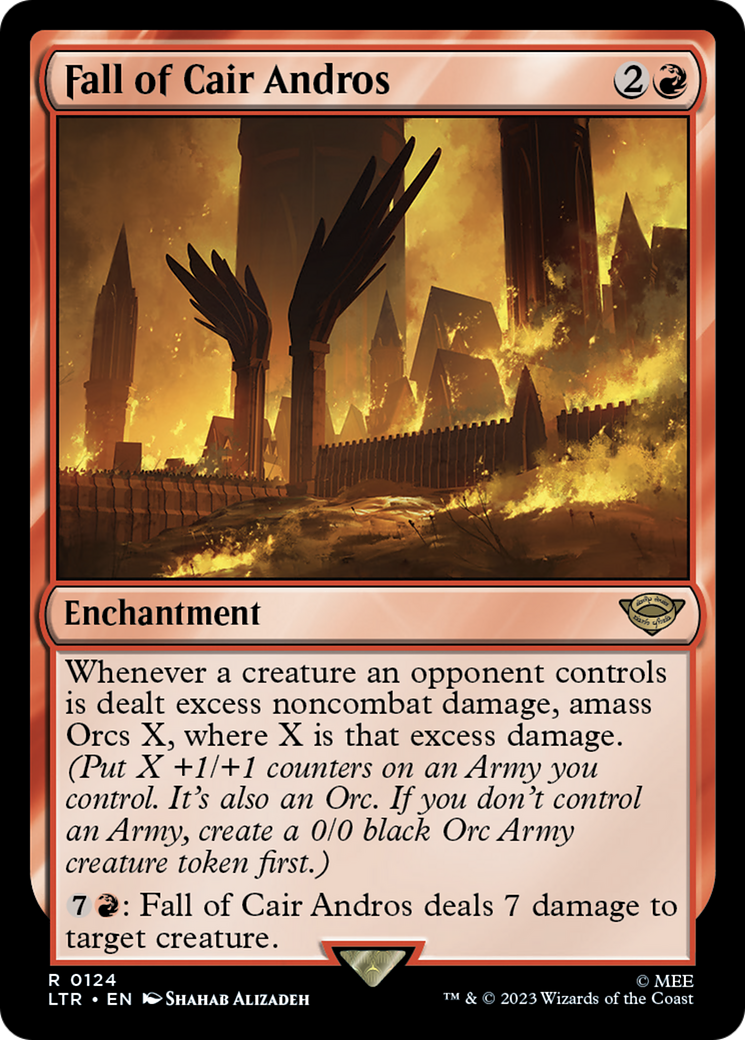 Fall of Cair Andros 2
Enchantment
Whenever a creature an opponent controls
is dealt excess noncombat damage, amass
Orcs X, where X is that excess damage.
(Put X +1/+1 counters on an Army you
control. It's also an Orc. If you don't control
an Army, create a 0/0 black Orc Army
creature token first.)
7 : Fall of Cair Andros deals 7 damage to
target creature.
R 0124
LTR • EN Shahab Alizadeh
© MEE
™ & © 2023 Wizards of the Coast